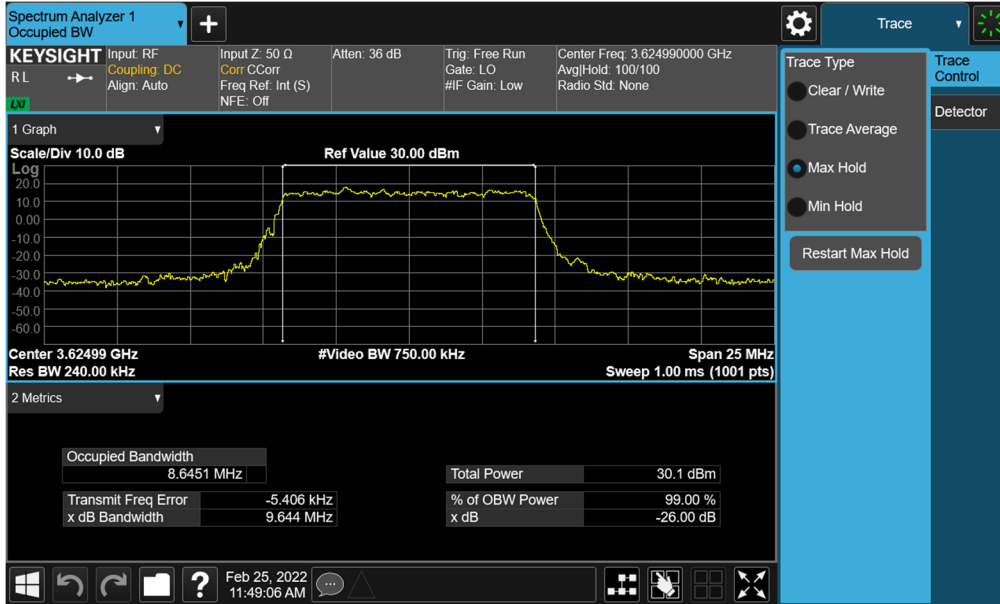 Spectrum Analyzer 1
Occupied BW
+
Trace
KEYSIGHT
R L
LXI
Input: RF
Coupling: DC
Align: Auto
Input Z: 50 Ω
Corr CCorr
Freq Ref: Int (S)
NFE: Off
Atten: 36 dB
Trig: Free Run
Gate: LO
#IF Gain: Low
Center Freq: 3.624990000 GHz
Avg|Hold: 100/100
Radio Std: None
Trace Type
Clear / Write
Trace Average
Max Hold
Min Hold
Restart Max Hold
Trace
Control
Detector
1 Graph
Scale/Div 10.0 dB
Ref Value 30.00 dBm
Log
20.0
10.0
0.00
-10.0
-20.0
-30.0
-40.0
-50.0
-60.0
Center 3.62499 GHz
#Video BW 750.00 kHz
Span 25 MHz
Res BW 240.00 kHz
Sweep 1.00 ms (1001 pts)
2 Metrics
Occupied Bandwidth
8.6451 MHz
Total Power 30.1 dBm
Transmit Freq Error -5.406 kHz
% of OBW Power 99.00 %
x dB Bandwidth 9.644 MHz
x dB -26.00 dB
?
Feb 25, 2022
11:49:06 AM